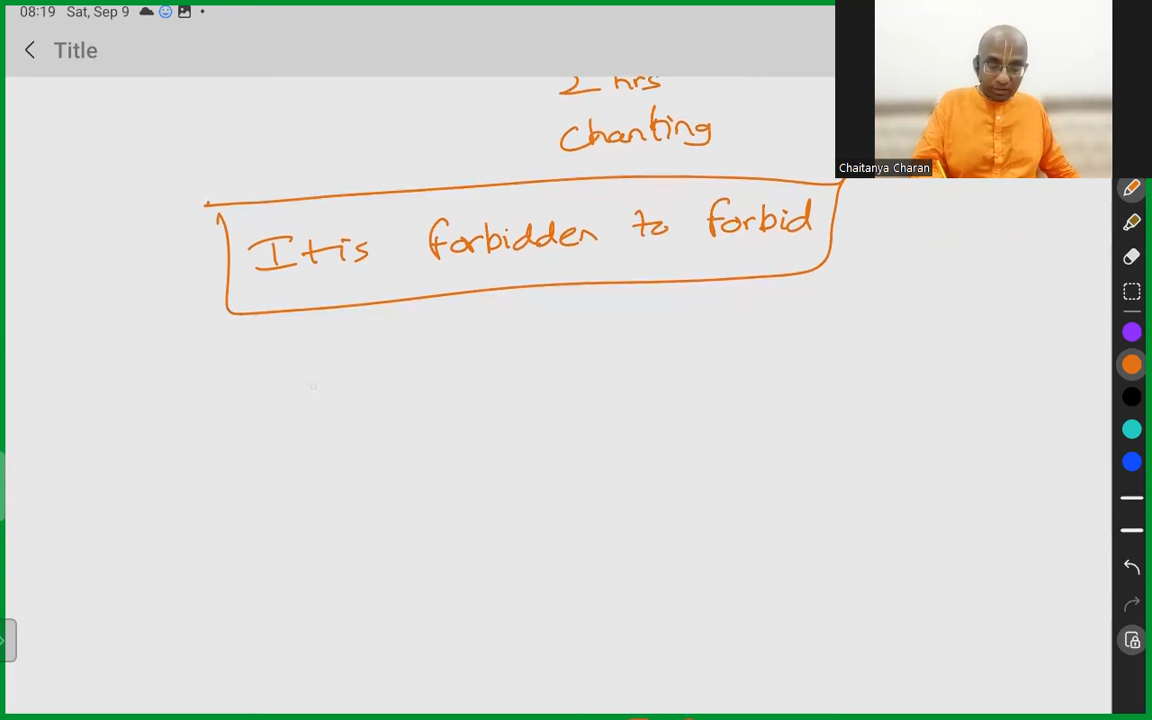 08:19 Sat, Sep 9
Title
2 hrs
Chanting
It is forbidden to forbid
Chaitanya Charan